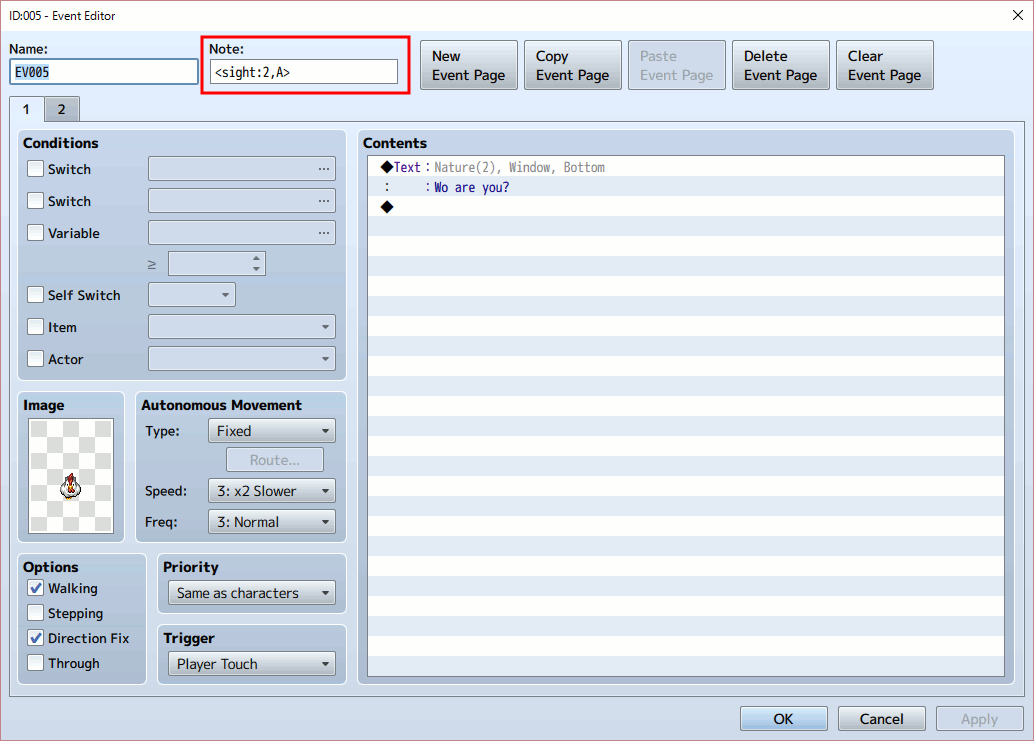 ID:005 - Event Editor
Name:
EV005
Note:
<sight:2,A>
New
Event Page
Copy
Event Page
Paste
Event Page
Delete
Event Page
Clear
Event Page
1
2
Conditions
Switch
...
Switch
...
Variable
...
≥
Self Switch
Item
Actor
Image
Autonomous Movement
Type:
Fixed
Route...
Speed:
3: x2 Slower
Freq:
3: Normal
Options
Walking
Stepping
Direction Fix
Through
Priority
Same as characters
Trigger
Player Touch
Contents
◆Text : Nature(2), Window, Bottom
: : Wo are you?
◆
OK
Cancel
Apply